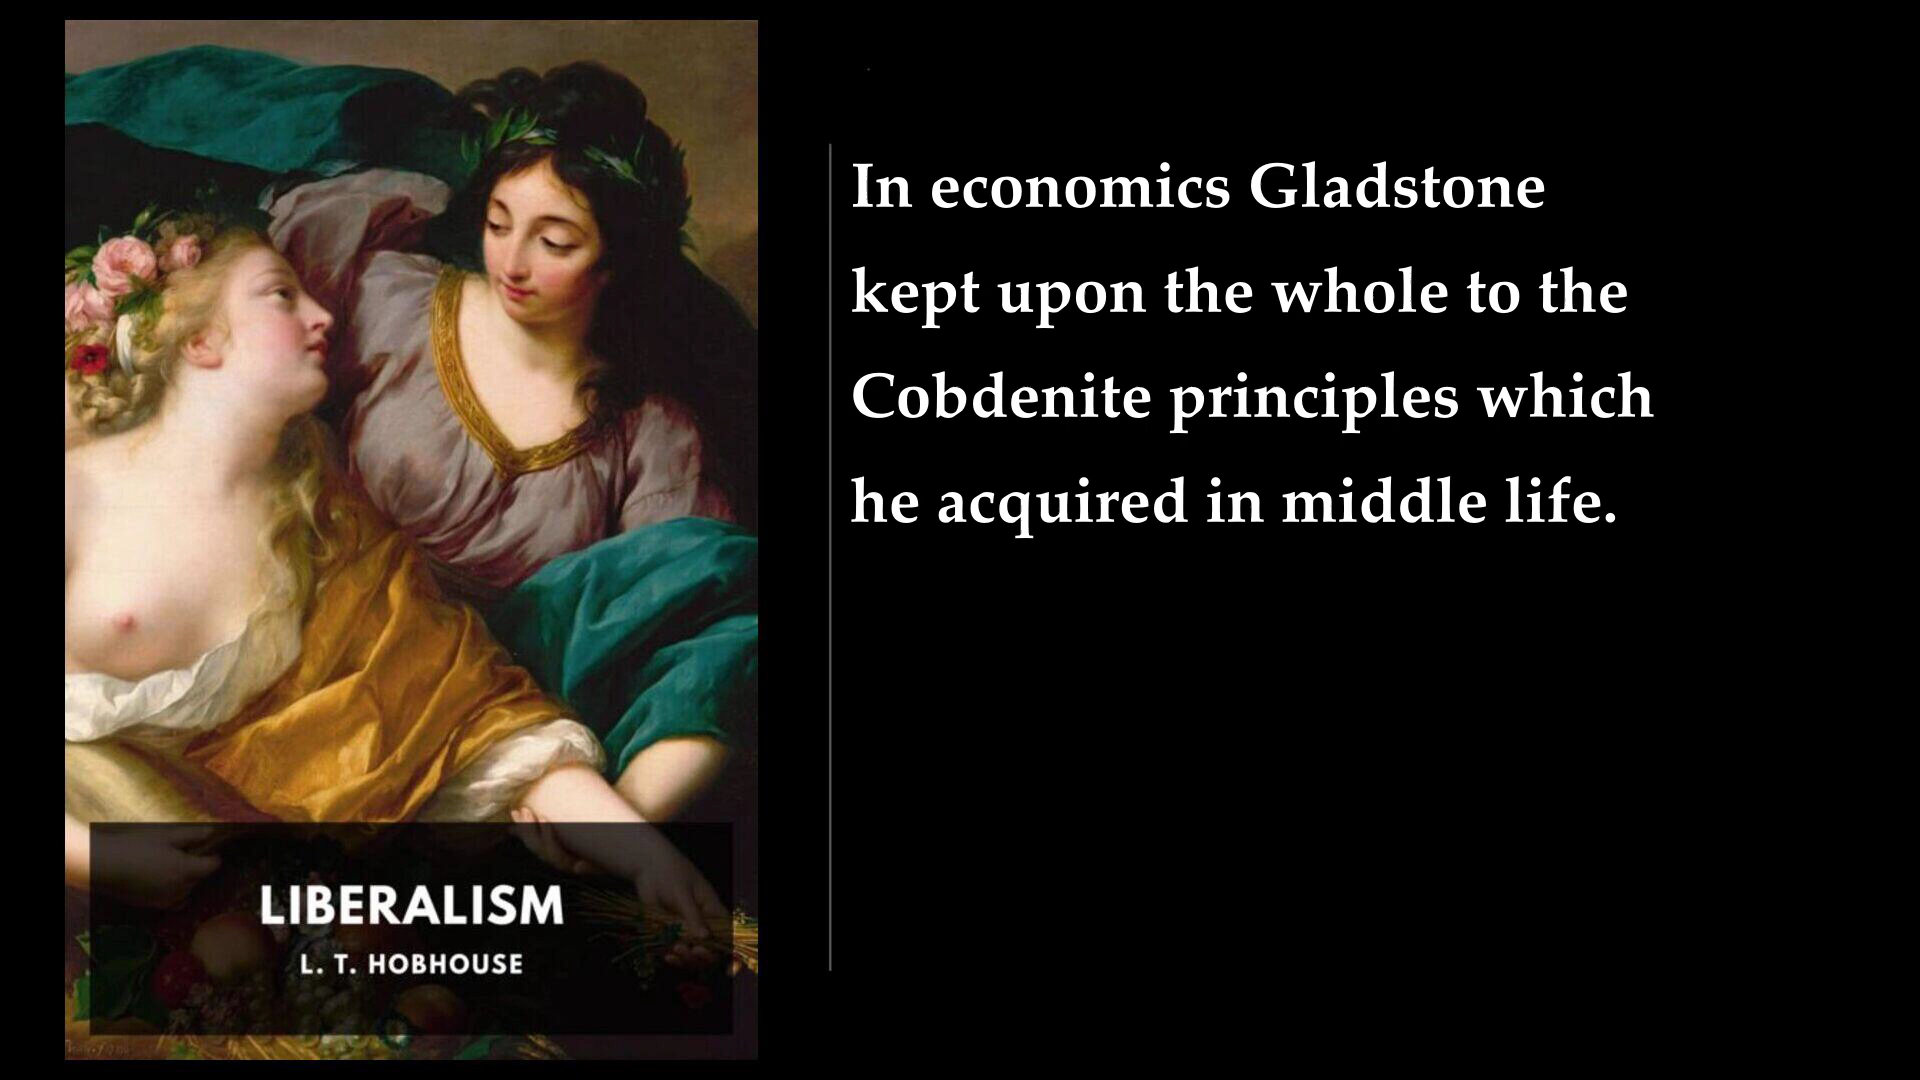 In economics Gladstone
kept upon the whole to the
Cobdenite principles which
he acquired in middle life.
LIBERALISM
L. T. HOBHOUSE